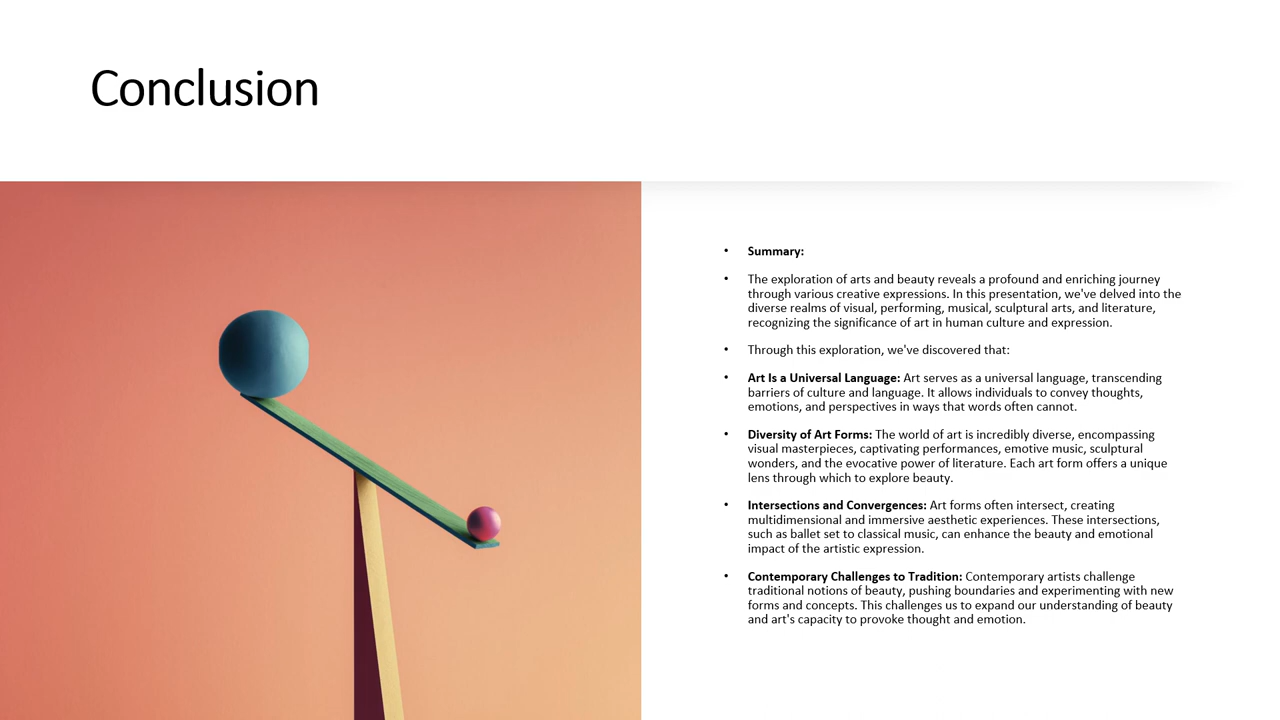 Conclusion
• Summary:
• The exploration of arts and beauty reveals a profound and enriching journey
through various creative expressions. In this presentation, we've delved into the
diverse realms of visual, performing, musical, sculptural arts, and literature,
recognizing the significance of art in human culture and expression.
• Through this exploration, we've discovered that:
• Art Is a Universal Language: Art serves as a universal language, transcending
barriers of culture and language. It allows individuals to convey thoughts,
emotions, and perspectives in ways that words often cannot.
• Diversity of Art Forms: The world of art is incredibly diverse, encompassing
visual masterpieces, captivating performances, emotive music, sculptural
wonders, and the evocative power of literature. Each art form offers a unique
lens through which to explore beauty.
• Intersections and Convergences: Art forms often intersect, creating
multidimensional and immersive aesthetic experiences. These intersections,
such as ballet set to classical music, can enhance the beauty and emotional
impact of the artistic expression.
• Contemporary Challenges to Tradition: Contemporary artists challenge
traditional notions of beauty, pushing boundaries and experimenting with new
forms and concepts. This challenges us to expand our understanding of beauty
and art's capacity to provoke thought and emotion.